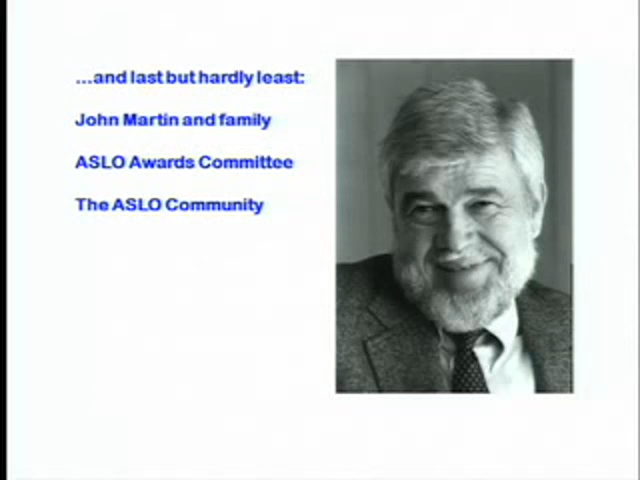 ...and last but hardly least:
John Martin and family
ASLO Awards Committee
The ASLO Community